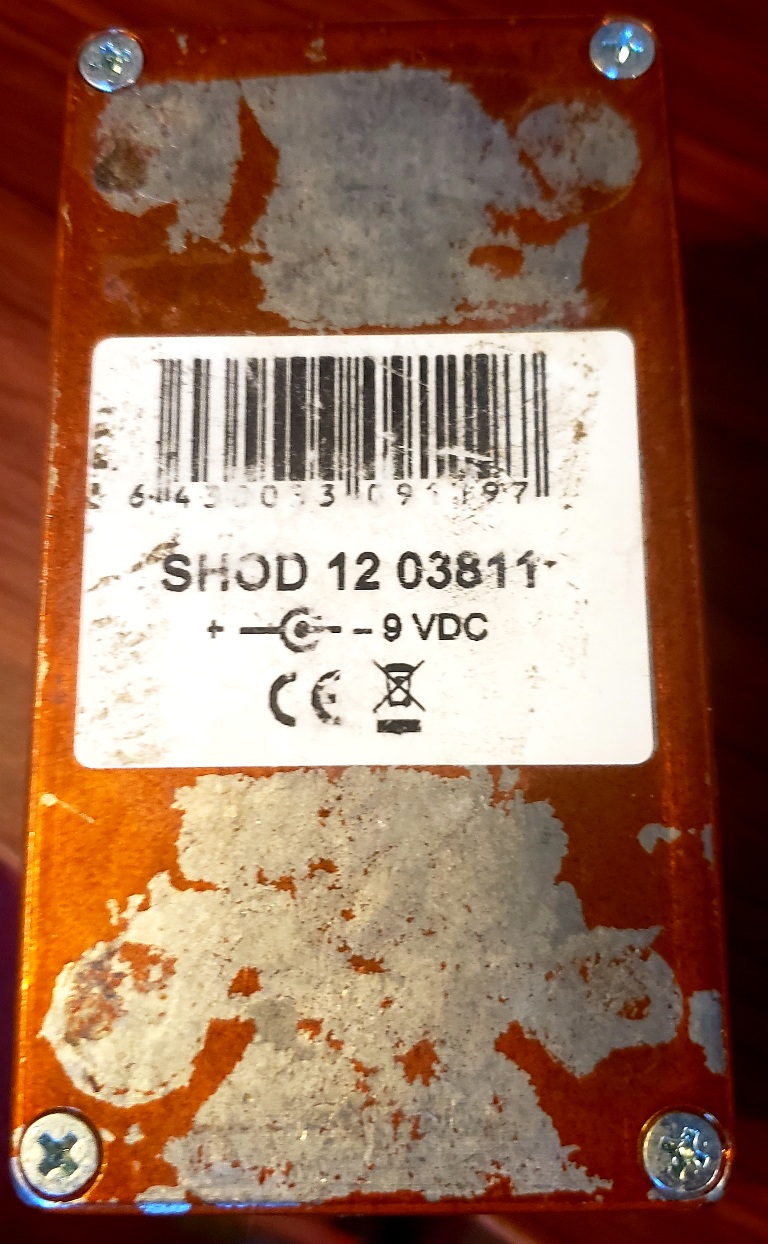 SHOD 12 03811
+ – 9 VDC
CE